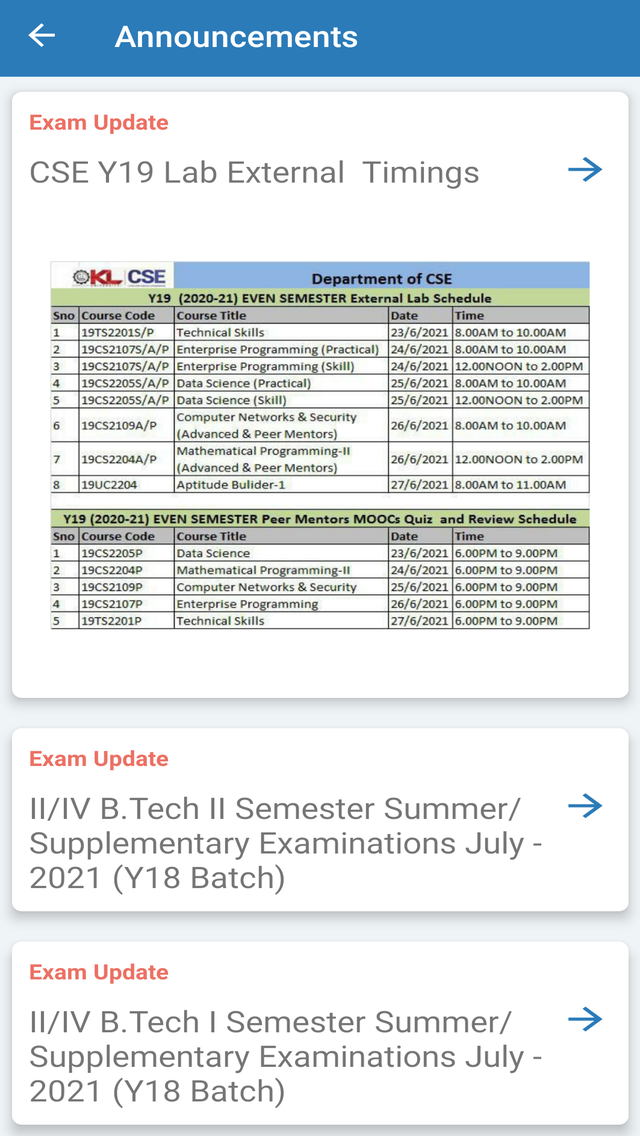 Announcements
Exam Update
CSE Y19 Lab External Timings
KL CSE Department of CSE
Y19 (2020-21) EVEN SEMESTER External Lab Schedule
Sno Course Code Course Title Date Time
1 19TS2201S/P Technical Skills 23/6/2021 8.00AM to 10.00AM
2 19CS2107S/A/P Enterprise Programming (Practical) 24/6/2021 8.00AM to 10.00AM
3 19CS2107S/A/P Enterprise Programming (Skill) 24/6/2021 12.00NOON to 2.00PM
4 19CS2205S/A/P Data Science (Practical) 25/6/2021 8.00AM to 10.00AM
5 19CS2205S/A/P Data Science (Skill) 25/6/2021 12.00NOON to 2.00PM
6 19CS2109A/P Computer Networks & Security
(Advanced & Peer Mentors) 26/6/2021 8.00AM to 10.00AM
7 19CS2204A/P Mathematical Programming-II
(Advanced & Peer Mentors) 26/6/2021 12.00NOON to 2.00PM
8 19UC2204 Aptitude Bulider-1 27/6/2021 8.00AM to 11.00AM
Y19 (2020-21) EVEN SEMESTER Peer Mentors MOOCs Quiz and Review Schedule
Sno Course Code Course Title Date Time
1 19CS2205P Data Science 23/6/2021 6.00PM to 9.00PM
2 19CS2204P Mathematical Programming-II 24/6/2021 6.00PM to 9.00PM
3 19CS2109P Computer Networks & Security 25/6/2021 6.00PM to 9.00PM
4 19CS2107P Enterprise Programming 26/6/2021 6.00PM to 9.00PM
5 19TS2201P Technical Skills 27/6/2021 6.00PM to 9.00PM
Exam Update
II/IV B.Tech II Semester Summer/
Supplementary Examinations July -
2021 (Y18 Batch)
Exam Update
II/IV B.Tech I Semester Summer/
Supplementary Examinations July -
2021 (Y18 Batch)